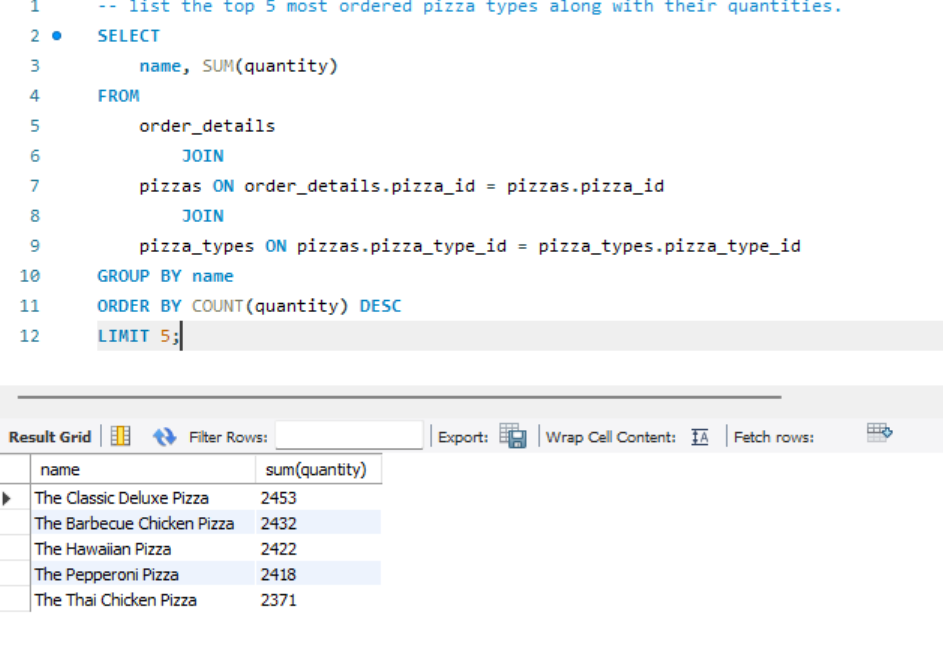 1 -- list the top 5 most ordered pizza types along with their quantities.
2 SELECT
3 name, SUM(quantity)
4 FROM
5 order_details
6 JOIN
7 pizzas ON order_details.pizza_id = pizzas.pizza_id
8 JOIN
9 pizza_types ON pizzas.pizza_type_id = pizza_types.pizza_type_id
10 GROUP BY name
11 ORDER BY COUNT(quantity) DESC
12 LIMIT 5;
Result Grid Filter Rows: Export: Wrap Cell Content: IA Fetch rows:
name sum(quantity)
The Classic Deluxe Pizza 2453
The Barbecue Chicken Pizza 2432
The Hawaiian Pizza 2422
The Pepperoni Pizza 2418
The Thai Chicken Pizza 2371